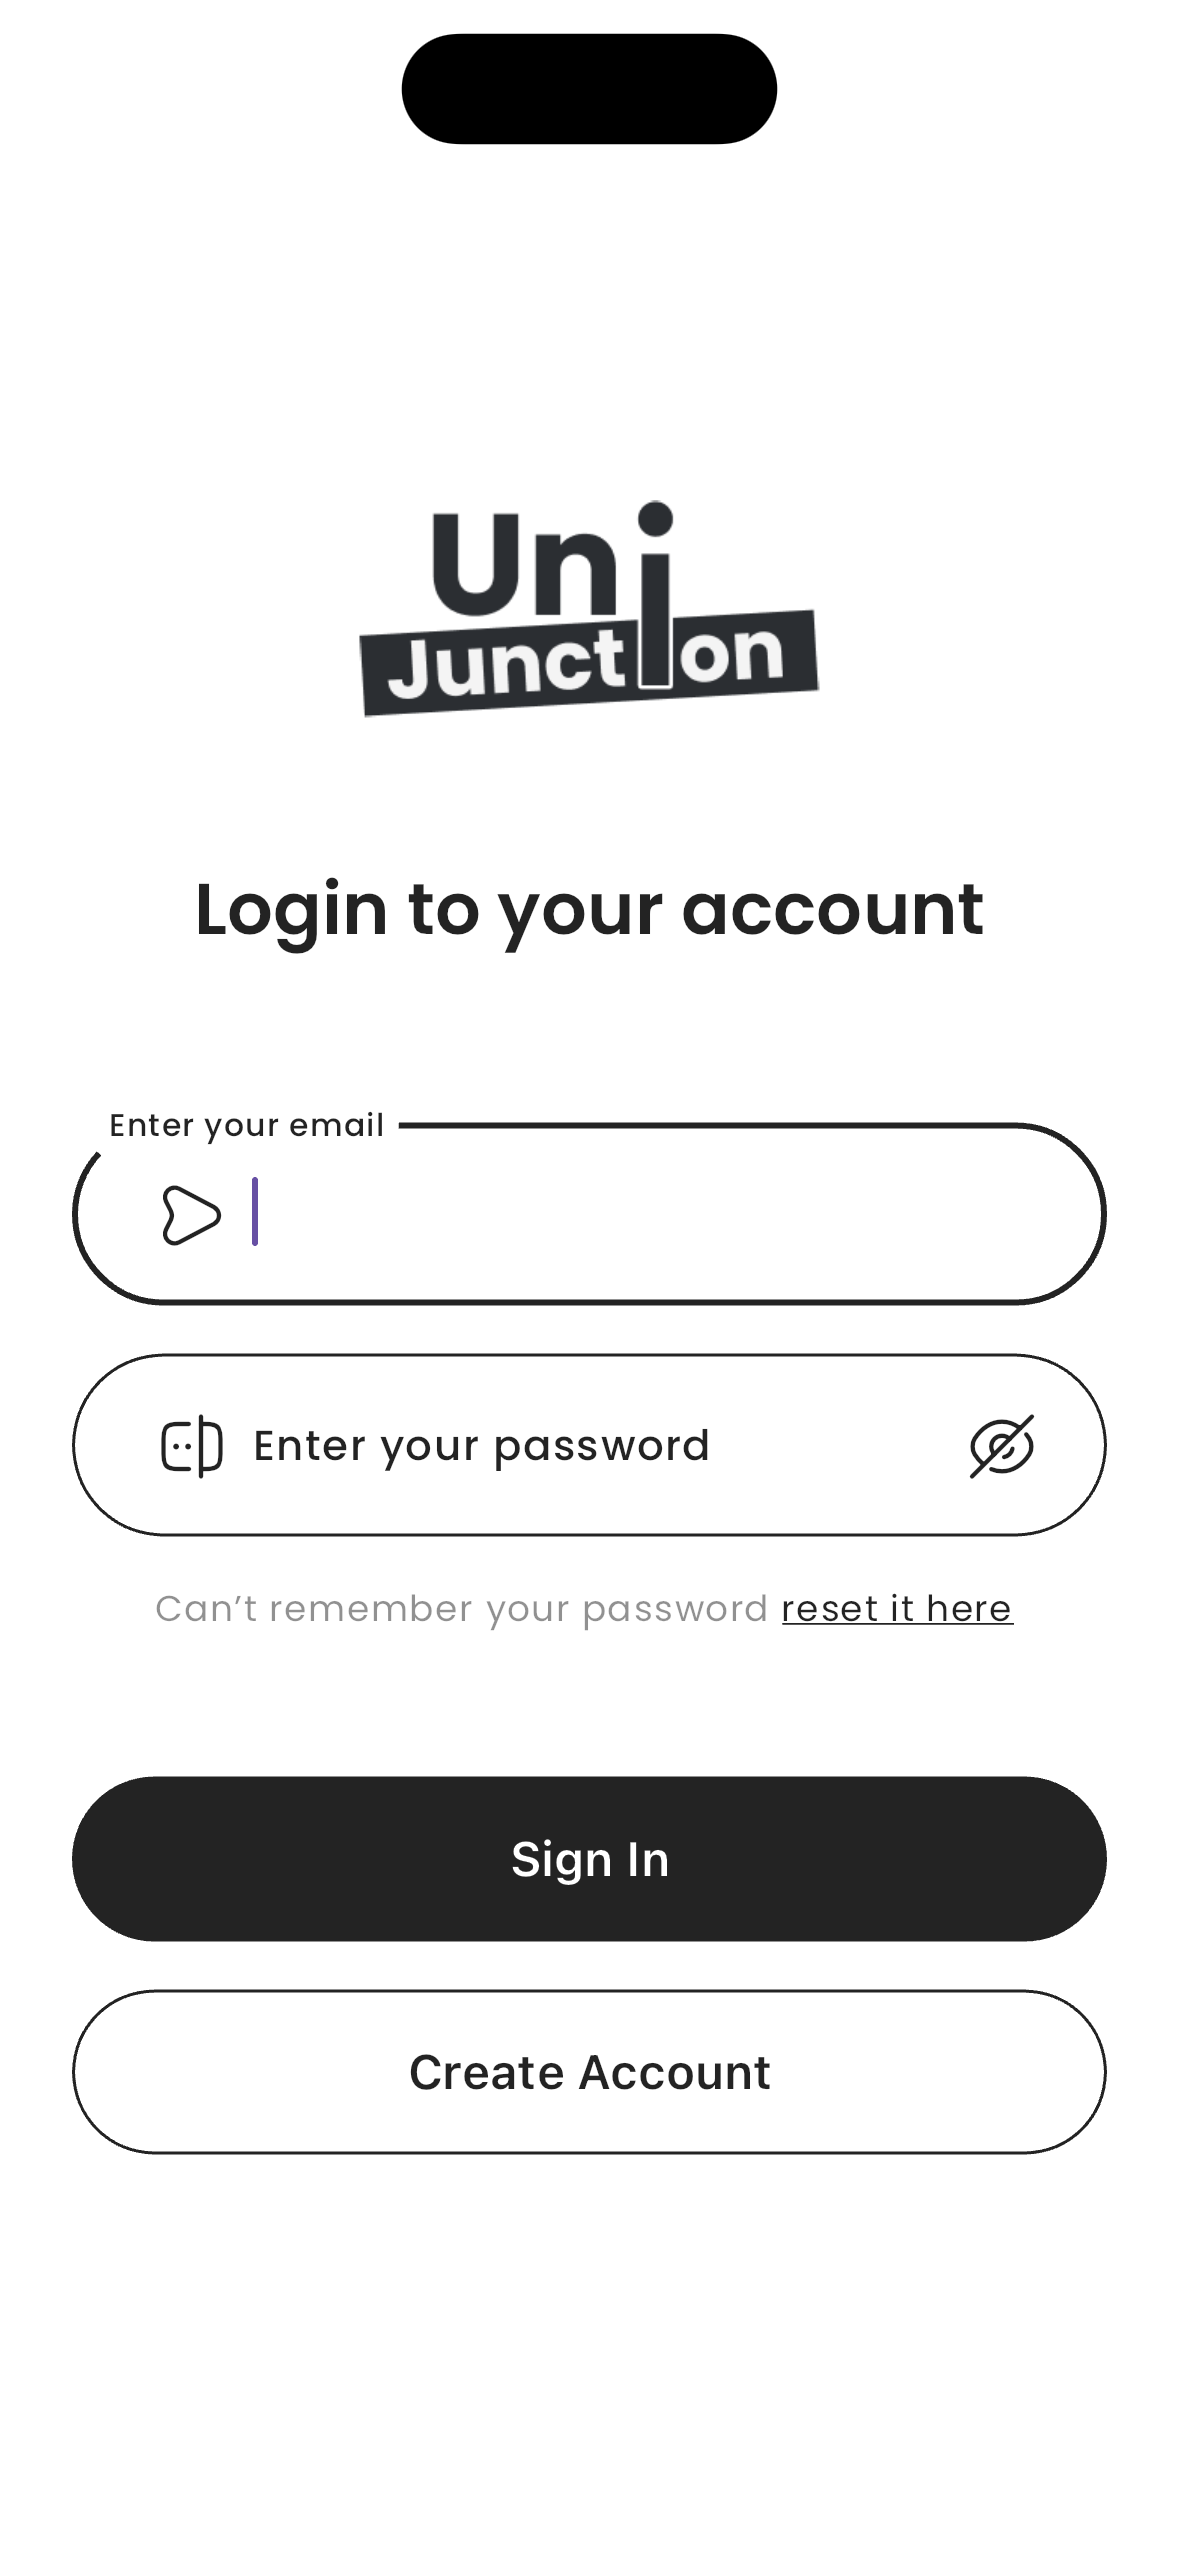 Uni
Junction
Login to your account
Enter your email
Enter your password
Can’t remember your password reset it here
Sign In
Create Account